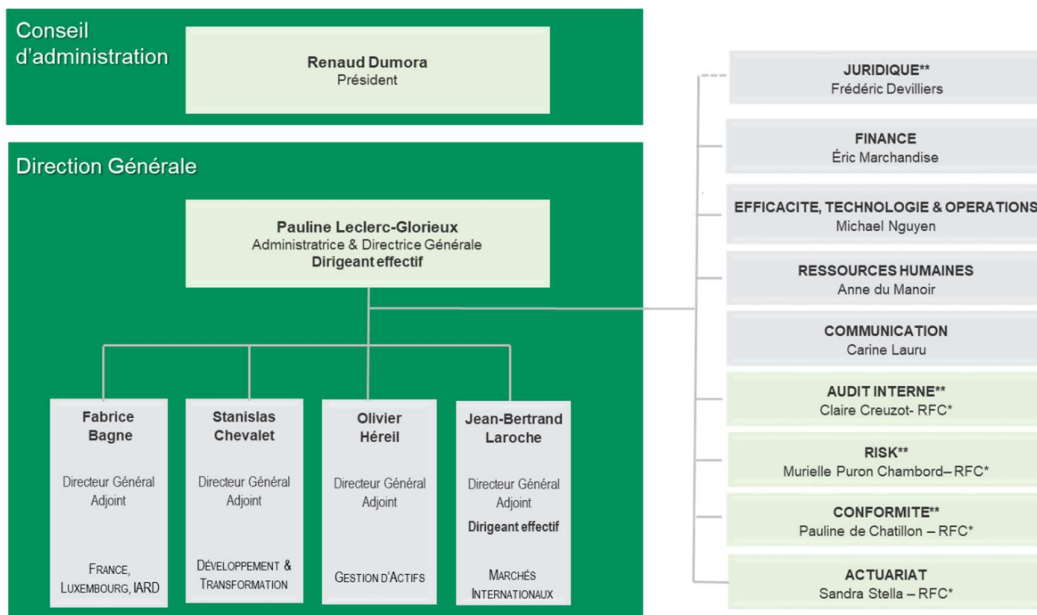 Conseil
d’administration
Renaud Dumora
Président
Direction Générale
Pauline Leclerc-Glorieux
Administratrice & Directrice Générale
Dirigeant effectif
Fabrice
Bagne
Directeur Général
Adjoint
FRANCE,
LUXEMBOURG, IARD
Stanislas
Chevalet
Directeur Général
Adjoint
DÉVELOPPEMENT &
TRANSFORMATION
Olivier
Héreil
Directeur Général
Adjoint
GESTION D’ACTIFS
Jean-Bertrand
Laroche
Directeur Général
Adjoint
Dirigeant effectif
MARCHÉS
INTERNATIONAUX
JURIDIQUE**
Frédéric Devilliers
FINANCE
Éric Marchandise
EFFICACITE, TECHNOLOGIE & OPERATIONS
Michael Nguyen
RESSOURCES HUMAINES
Anne du Manoir
COMMUNICATION
Carine Lauru
AUDIT INTERNE**
Claire Creuzot- RFC*
RISK**
Murielle Puron Chambord– RFC*
CONFORMITE**
Pauline de Chatillon – RFC*
ACTUARIAT
Sandra Stella – RFC*